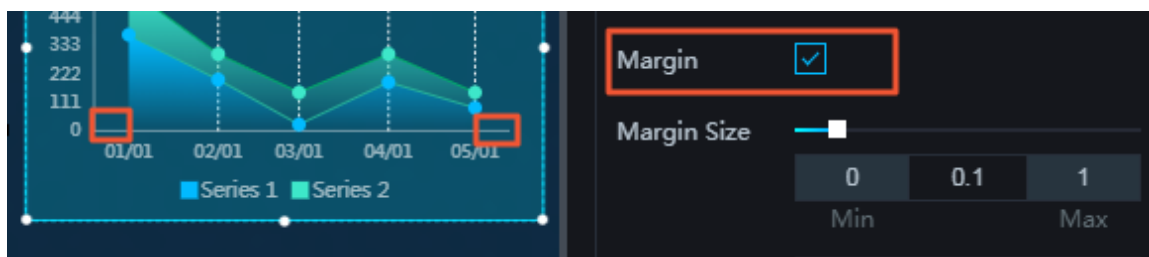 444
333
222
111
0
01/01 02/01 03/01 04/01 05/01
Series 1 Series 2
Margin
Margin Size
0 0.1 1
Min Max